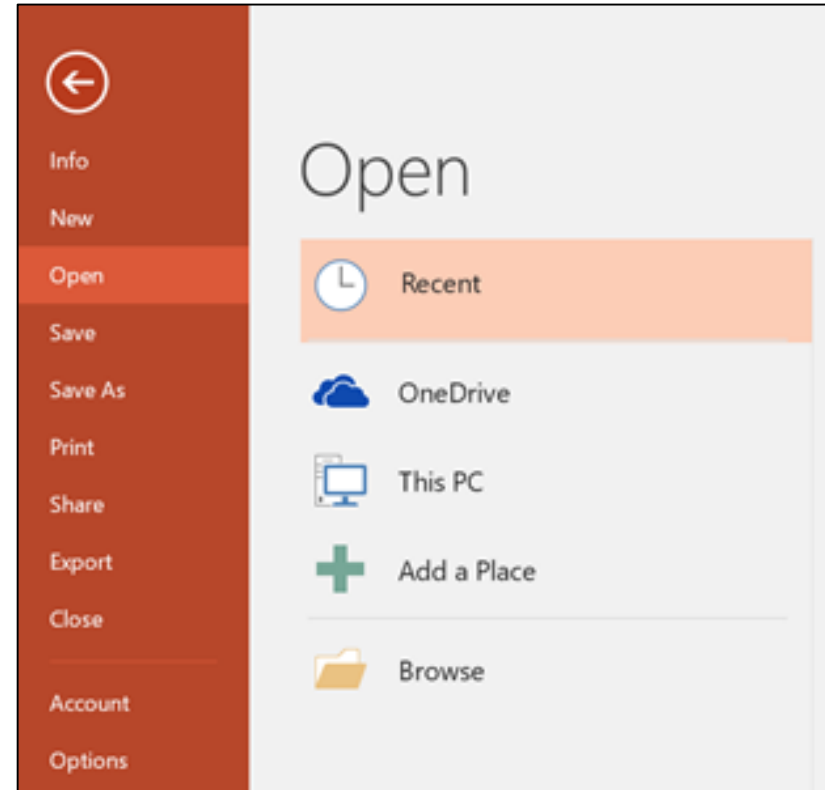 Info
New
Open
Save
Save As
Print
Share
Export
Close
Account
Options
Open
Recent
OneDrive
This PC
Add a Place
Browse